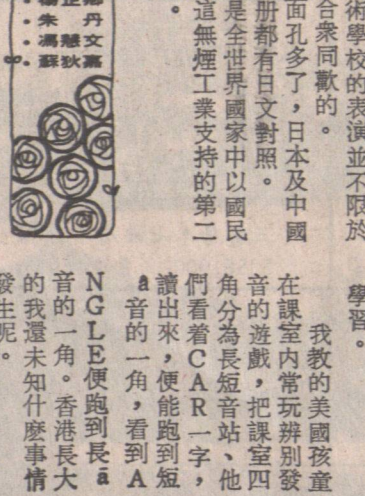 術學校的表演並不限於
合衆同歡的。
面孔多了，日本及中國
册都有日文對照。
是全世界國家中以國民
這無煙工業支持的第二
。
・朱　丹
・馮慧文
・蘇狄嘉
學習。
我教的美國孩童
在課室内常玩辨別發
音的遊戲，把課室四
角分為長短音站、他
們看着CAR一字，
讀出來，便能跑到短
a音的一角，看到A
NGLE便跑到長ā
音的一角。香港長大
的我還未知什麽事情
發生呢。